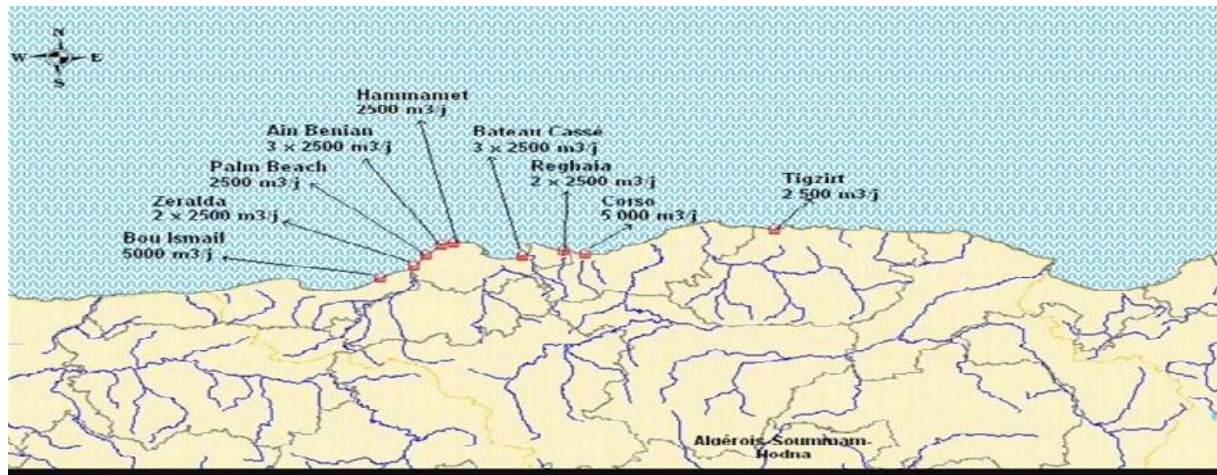 N
W E
S
Hammamet
2500 m3/j
Ain Benian
3 x 2500 m3/j
Bateau Cassé
3 x 2500 m3/j
Palm Beach
2500 m3/j
Reghaia
2 x 2500 m3/j
Tigzirt
2 500 m3/j
Zeralda
2 x 2500 m3/j
Corso
5 000 m3/j
Bou Ismail
5000 m3/j
Algérois-Soummam-
Hodna